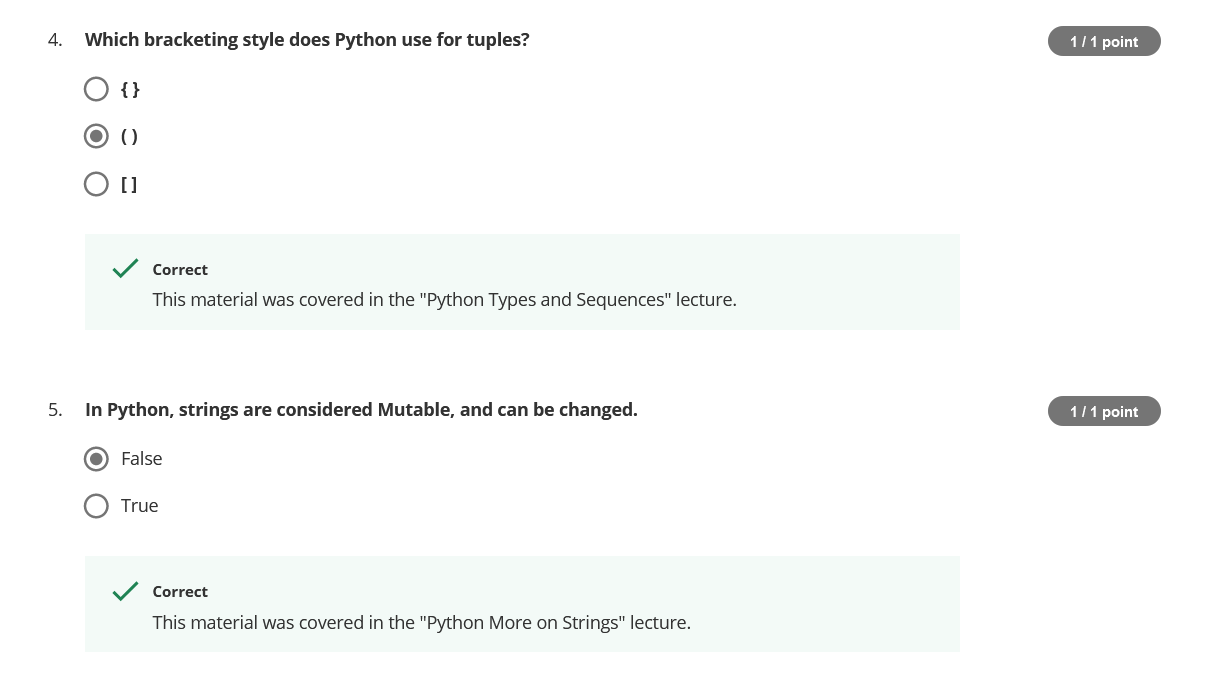 4. Which bracketing style does Python use for tuples?
1 / 1 point
{ }
( )
[ ]
Correct
This material was covered in the "Python Types and Sequences" lecture.
5. In Python, strings are considered Mutable, and can be changed.
1 / 1 point
False
True
Correct
This material was covered in the "Python More on Strings" lecture.